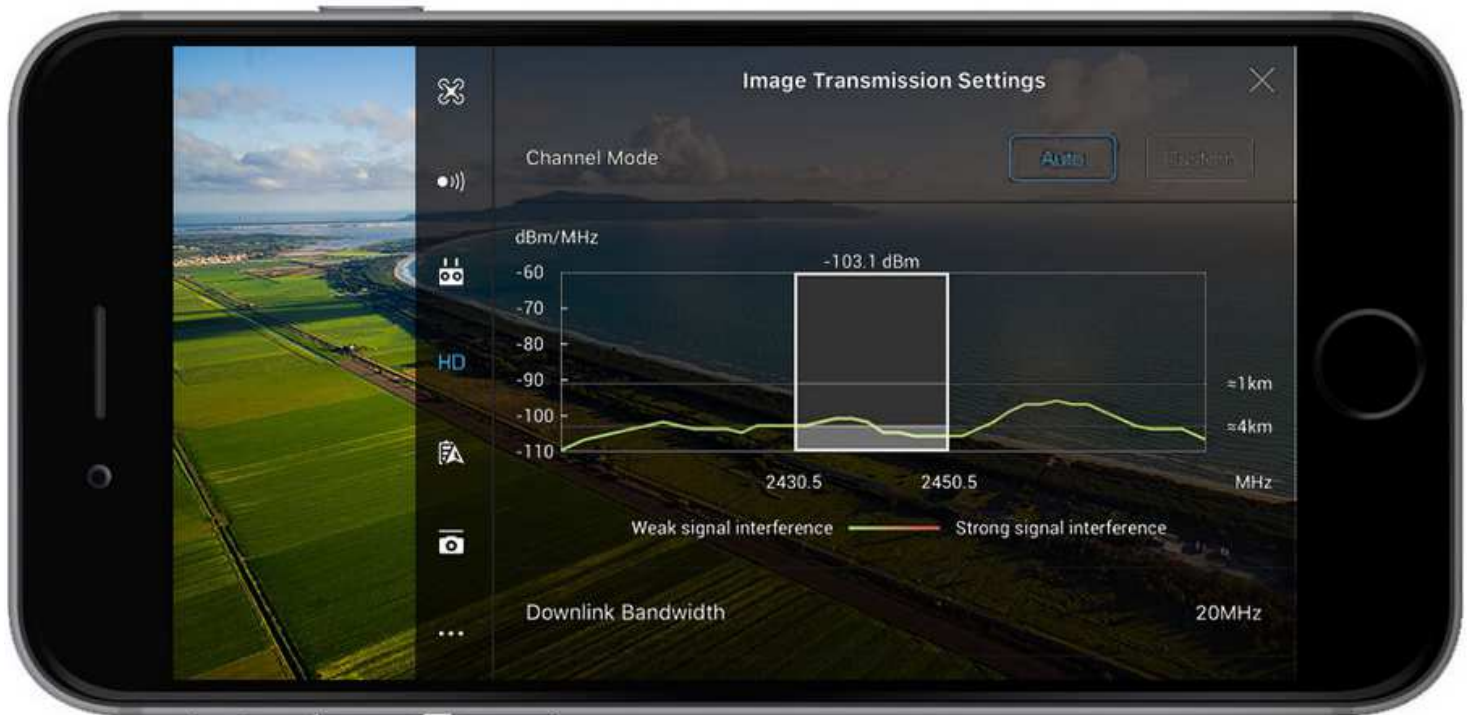 Image Transmission Settings
Channel Mode
Auto
dBm/MHz
-103.1 dBm
-60
-70
-80
HD
-90
≈1km
-100
≈4km
-110
2430.5 2450.5 MHz
Weak signal interference Strong signal interference
Downlink Bandwidth 20MHz